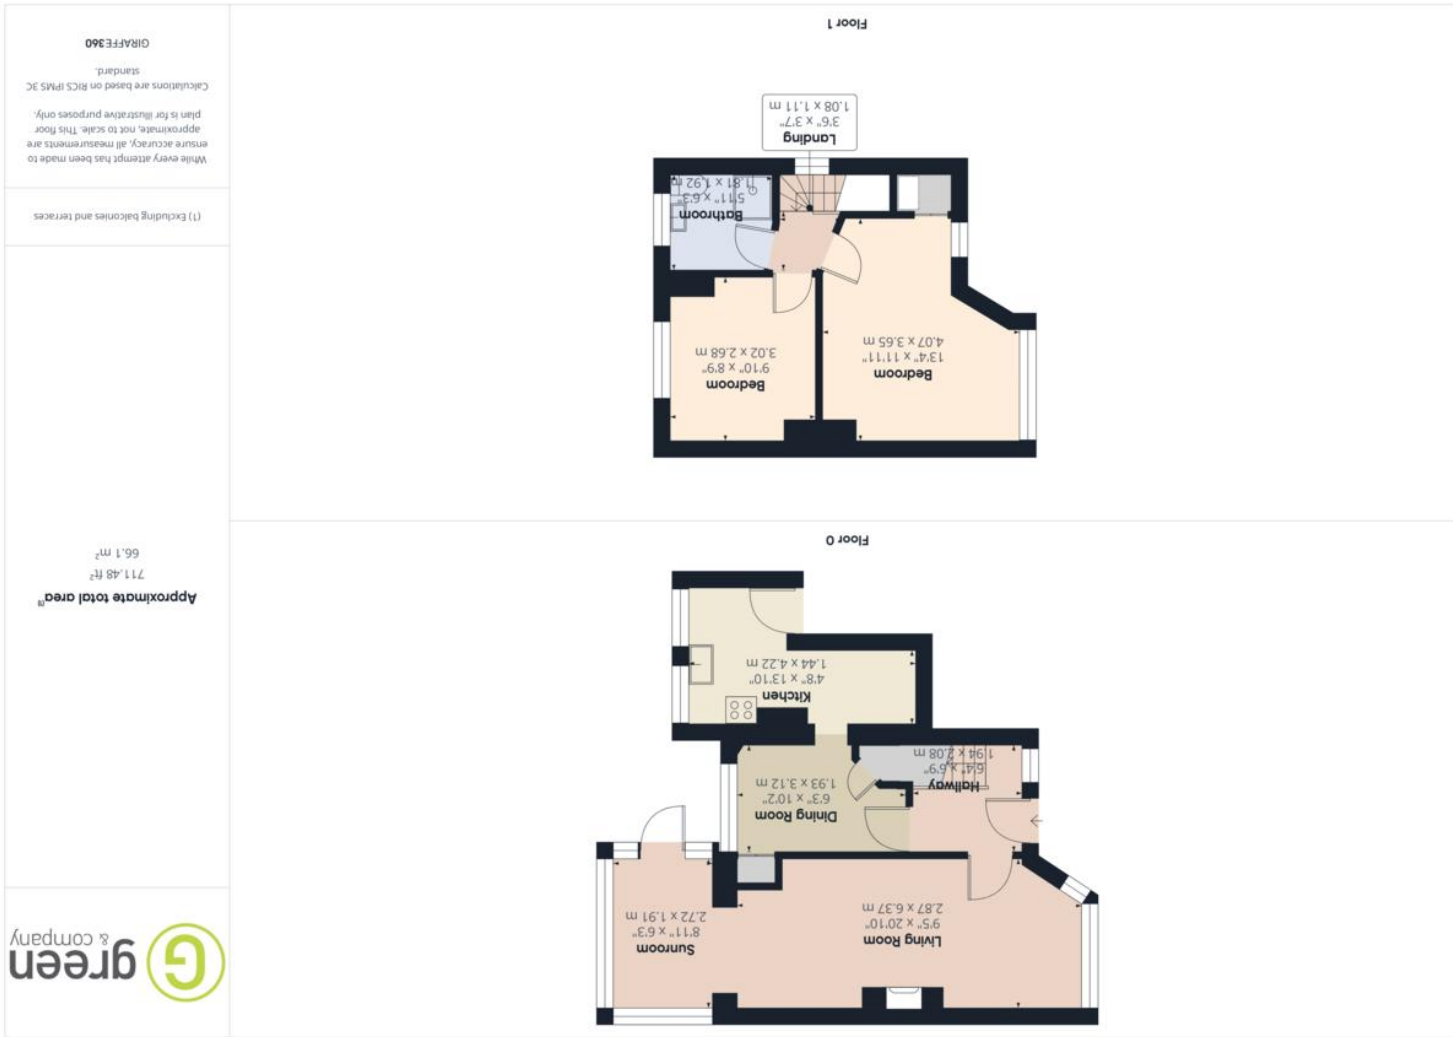 Living Room
9'5" x 20'10"
2.87 x 6.37 m
Sunroom
8'11" x 6'3"
2.72 x 1.91 m
Hallway
6'4" x 6'9"
1.94 x 2.08 m
Dining Room
6'3" x 10'2"
1.93 x 3.12 m
Kitchen
4'8" x 13'10"
1.44 x 4.22 m
Floor 0
Bedroom
13'4" x 11'11"
4.07 x 3.65 m
Bedroom
9'10" x 8'9"
3.02 x 2.68 m
Bathroom
5'11" x 6'3"
1.81 x 1.92 m
Landing
3'6" x 3'7"
1.08 x 1.11 m
Floor 1
G green
& company
Approximate total area(1)
711.48 ft²
66.1 m²
(1) Excluding balconies and terraces
While every attempt has been made to
ensure accuracy, all measurements are
approximate, not to scale. This floor
plan is for illustrative purposes only.
Calculations are based on RICS IPMS 3C
standard.
GIRAFFE360